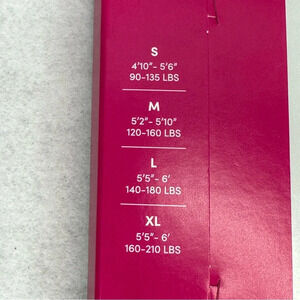 S
4'10"- 5'6"
90-135 LBS
M
5'2"- 5'10"
120-160 LBS
L
5'5"- 6'
140-180 LBS
XL
5'5"- 6'
160-210 LBS